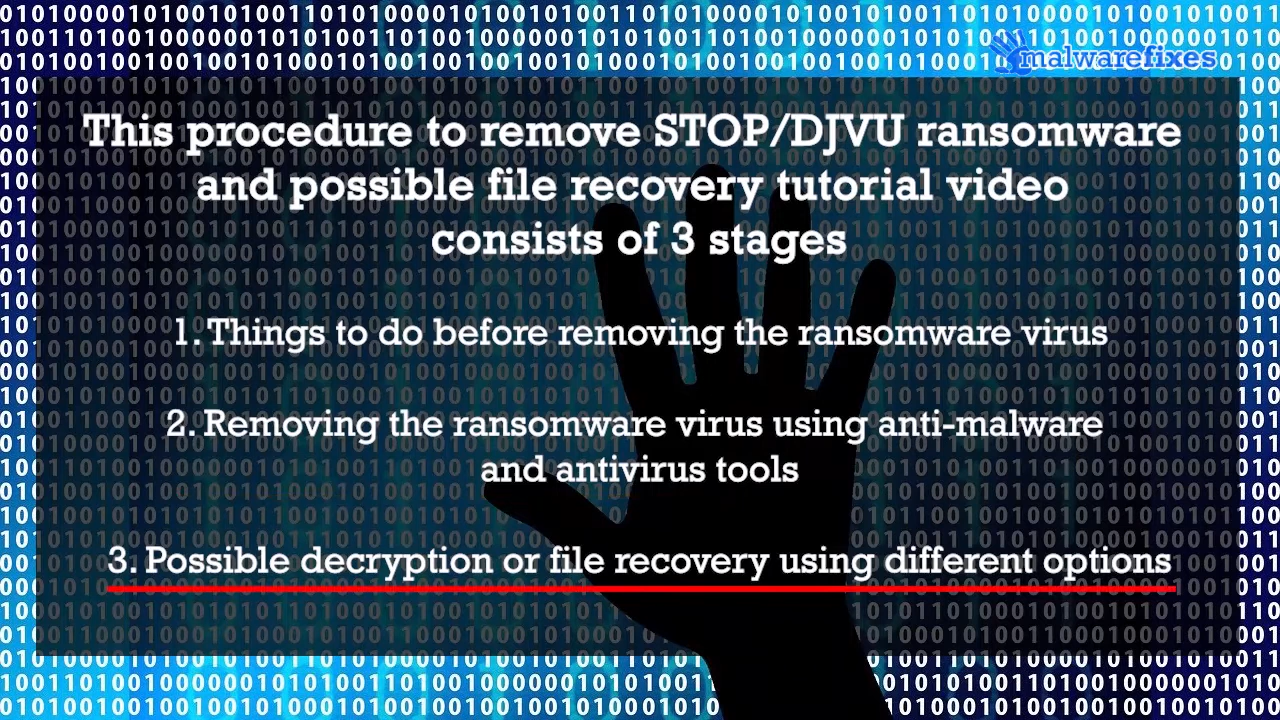 malwarefixes
This procedure to remove STOP/DJVU ransomware
and possible file recovery tutorial video
consists of 3 stages
1. Things to do before removing the ransomware virus
2. Removing the ransomware virus using anti-malware
and antivirus tools
3. Possible decryption or file recovery using different options